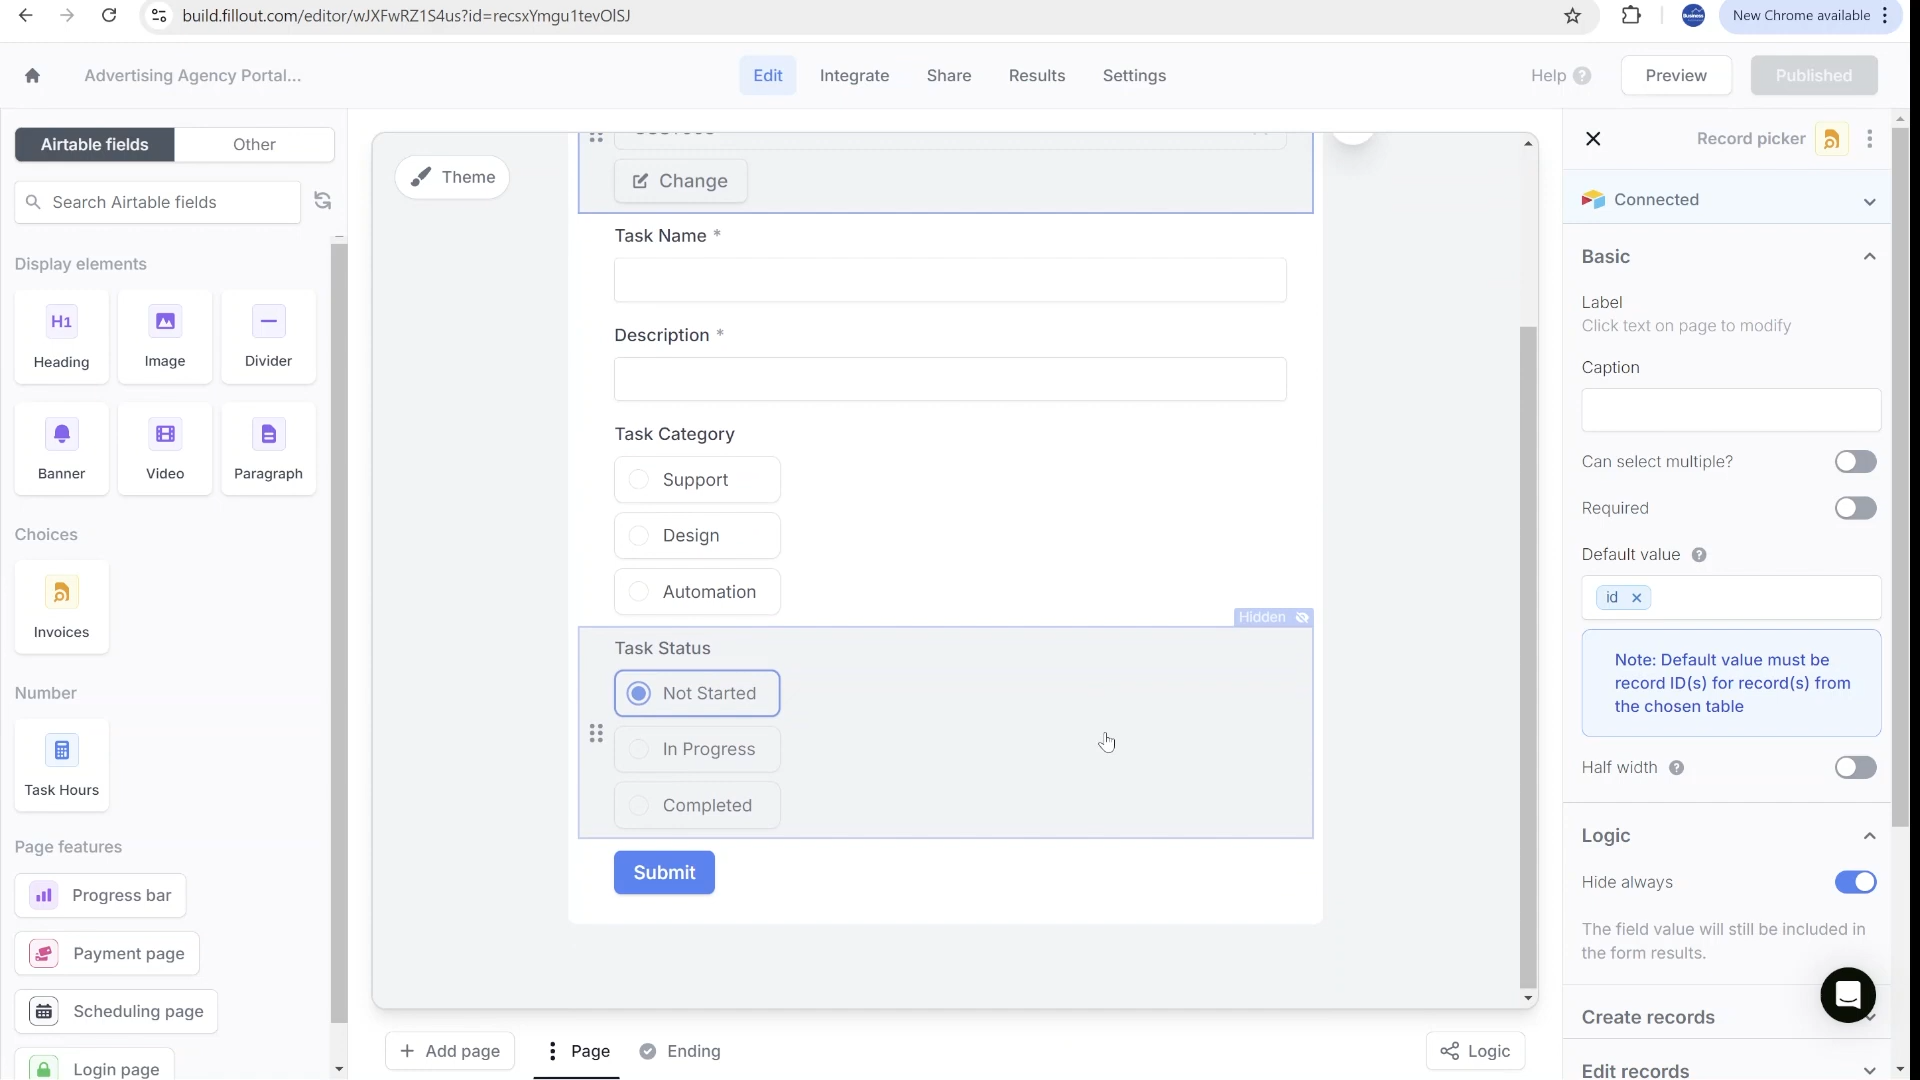 build.fillout.com/editor/wJXFwRZ1S4us?id=recsxYmgu1tevOlSJ
New Chrome available
Advertising Agency Portal...
Edit
Integrate
Share
Results
Settings
Help
Preview
Published
Airtable fields
Other
Search Airtable fields
Display elements
H1
Heading
Image
Divider
Banner
Video
Paragraph
Choices
Invoices
Number
Task Hours
Page features
Progress bar
Payment page
Scheduling page
Login page
Theme
Change
Task Name *
Description *
Task Category
Support
Design
Automation
Hidden
Task Status
Not Started
In Progress
Completed
Submit
Add page
Page
Ending
Logic
Record picker
Connected
Basic
Label
Click text on page to modify
Caption
Can select multiple?
Required
Default value
id
Note: Default value must be
record ID(s) for record(s) from
the chosen table
Half width
Logic
Hide always
The field value will still be included in
the form results.
Create records
Edit records